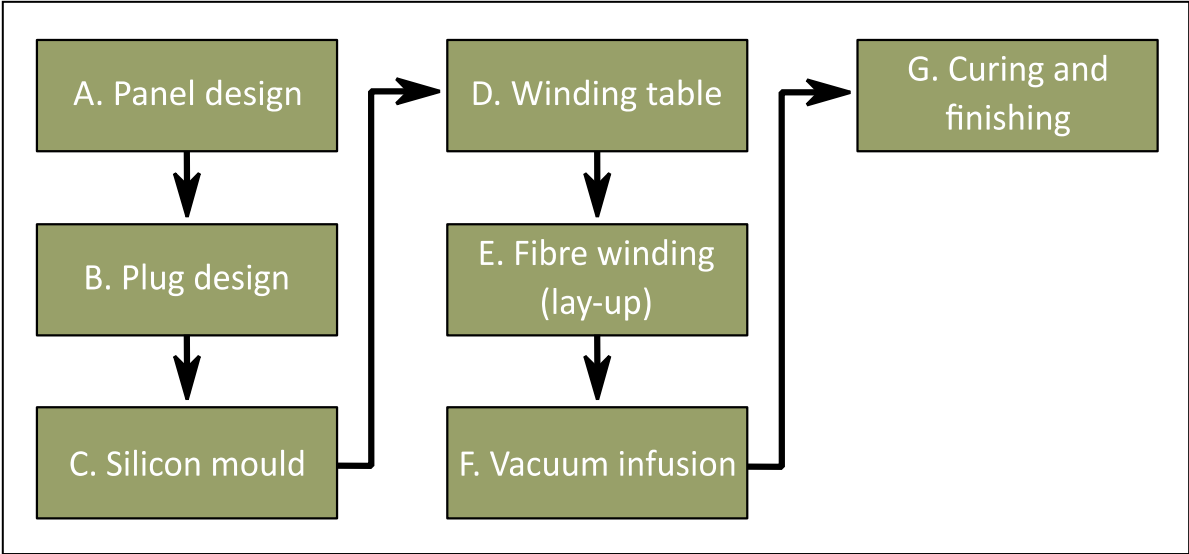 A. Panel design
B. Plug design
C. Silicon mould
D. Winding table
E. Fibre winding
(lay-up)
F. Vacuum infusion
G. Curing and
finishing